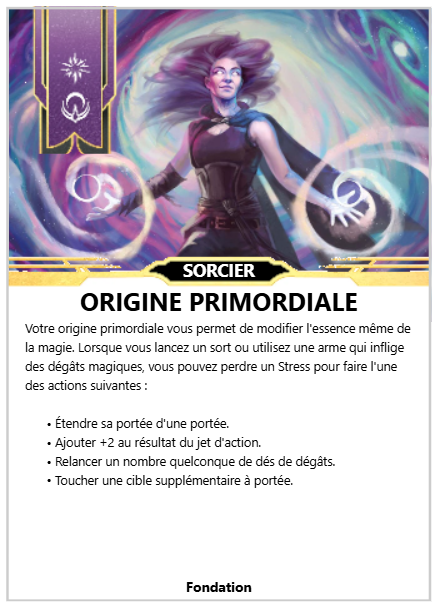 SORCIER
ORIGINE PRIMORDIALE
Votre origine primordiale vous permet de modifier l'essence même de
la magie. Lorsque vous lancez un sort ou utilisez une arme qui inflige
des dégâts magiques, vous pouvez perdre un Stress pour faire l'une
des actions suivantes :
• Étendre sa portée d'une portée.
• Ajouter +2 au résultat du jet d'action.
• Relancer un nombre quelconque de dés de dégâts.
• Toucher une cible supplémentaire à portée.
Fondation